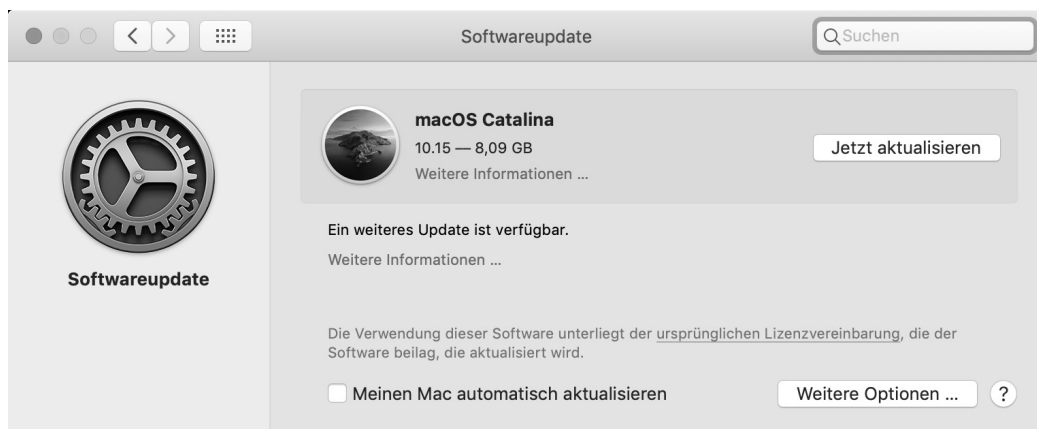 Softwareupdate
Suchen
macOS Catalina
10.15 — 8,09 GB
Weitere Informationen ...
Jetzt aktualisieren
Ein weiteres Update ist verfügbar.
Weitere Informationen ...
Softwareupdate
Die Verwendung dieser Software unterliegt der ursprünglichen Lizenzvereinbarung, die der
Software beilag, die aktualisiert wird.
Meinen Mac automatisch aktualisieren
Weitere Optionen ...
?